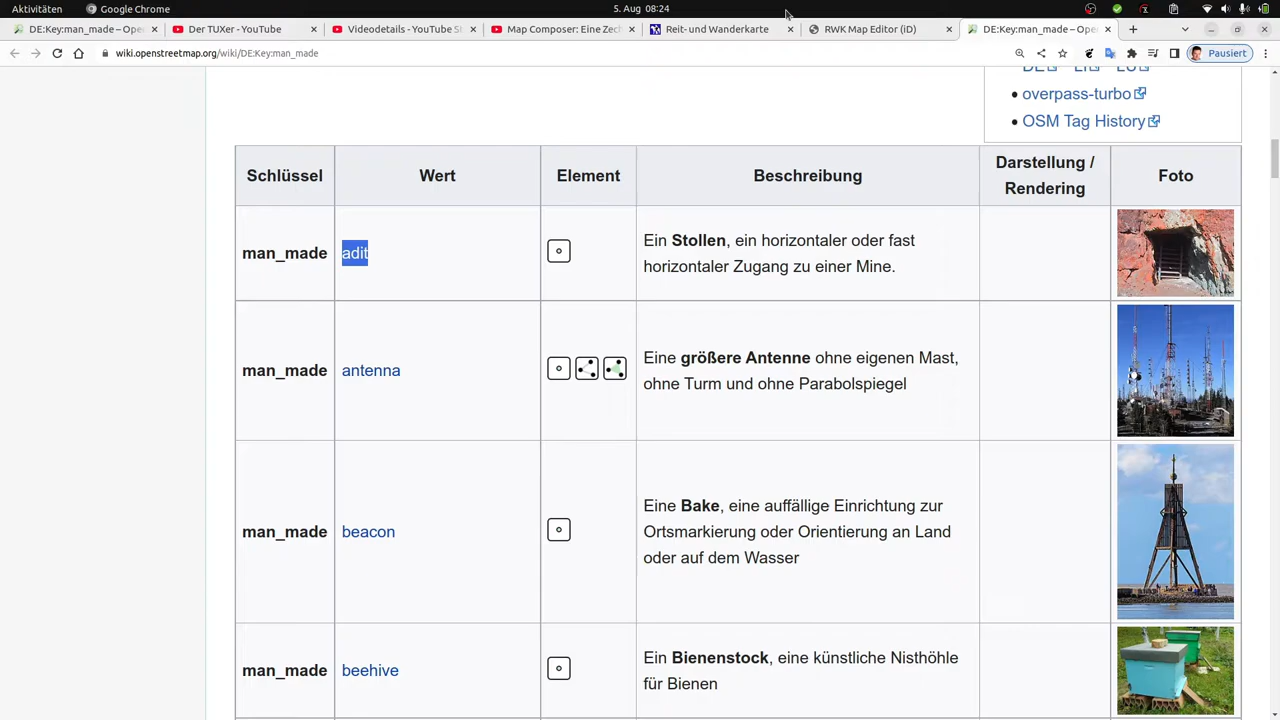 Aktivitäten
Google Chrome
5. Aug 08:24
DE:Key:man_made – Open
Der TUXer - YouTube
Videodetails - YouTube S
Map Composer: Eine Zech
Reit- und Wanderkarte
RWK Map Editor (iD)
DE:Key:man_made – Open
wiki.openstreetmap.org/wiki/DE:Key:man_made
Pausiert
overpass-turbo
OSM Tag History
Schlüssel
Wert
Element
Beschreibung
Darstellung /
Rendering
Foto
man_made
adit
Ein Stollen, ein horizontaler oder fast
horizontaler Zugang zu einer Mine.
man_made
antenna
Eine größere Antenne ohne eigenen Mast,
ohne Turm und ohne Parabolspiegel
man_made
beacon
Eine Bake, eine auffällige Einrichtung zur
Ortsmarkierung oder Orientierung an Land
oder auf dem Wasser
man_made
beehive
Ein Bienenstock, eine künstliche Nisthöhle
für Bienen